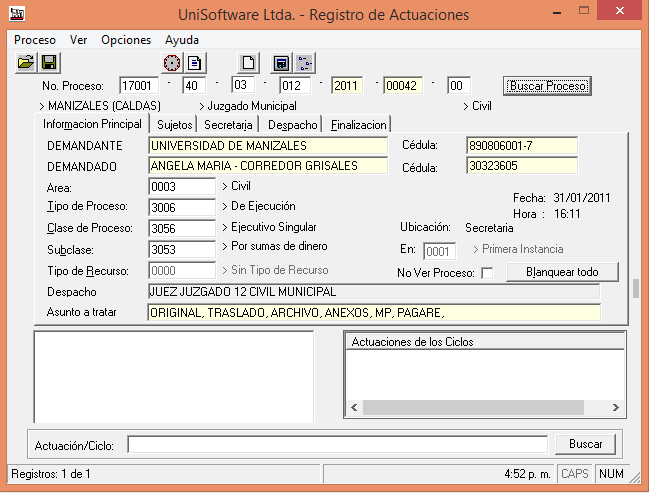 UniSoftware Ltda. - Registro de Actuaciones
Proceso Ver Opciones Ayuda
No. Proceso: 17001 - 40 - 03 - 012 - 2011 - 00042 - 00 Buscar Proceso
> MANIZALES (CALDAS) > Juzgado Municipal > Civil
Informacion Principal Sujetos Secretaria Despacho Finalizacion
DEMANDANTE UNIVERSIDAD DE MANIZALES Cédula: 890806001-7
DEMANDADO ANGELA MARIA - CORREDOR GRISALES Cédula: 30323605
Area: 0003 > Civil
Fecha: 31/01/2011
Tipo de Proceso: 3006 > De Ejecución
Hora : 16:11
Clase de Proceso: 3056 > Ejecutivo Singular Ubicación: Secretaria
Subclase: 3053 > Por sumas de dinero En: 0001 > Primera Instancia
Tipo de Recurso: 0000 > Sin Tipo de Recurso No Ver Proceso: Blanquear todo
Despacho JUEZ JUZGADO 12 CIVIL MUNICIPAL
Asunto a tratar ORIGINAL, TRASLADO, ARCHIVO, ANEXOS, MP, PAGARE,
Actuaciones de los Ciclos
Actuación/Ciclo: Buscar
Registros: 1 de 1 4:52 p. m. CAPS NUM